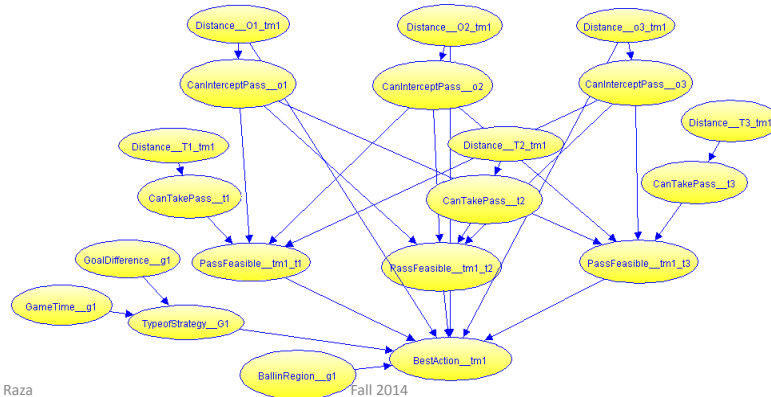 Distance__O1_tm1
Distance__O2_tm1
Distance__o3_tm1
CanInterceptPass__o1
CanInterceptPass__o2
CanInterceptPass__o3
Distance__T3_tm1
Distance__T1_tm1
Distance__T2_tm1
CanTakePass__t3
CanTakePass__t1
CanTakePass__t2
GoalDifference__g1
PassFeasible__tm1_t1
PassFeasible__tm1_t2
PassFeasible__tm1_t3
GameTime__g1
TypeofStrategy__G1
BestAction__tm1
BallinRegion__g1
Raza
Fall 2014